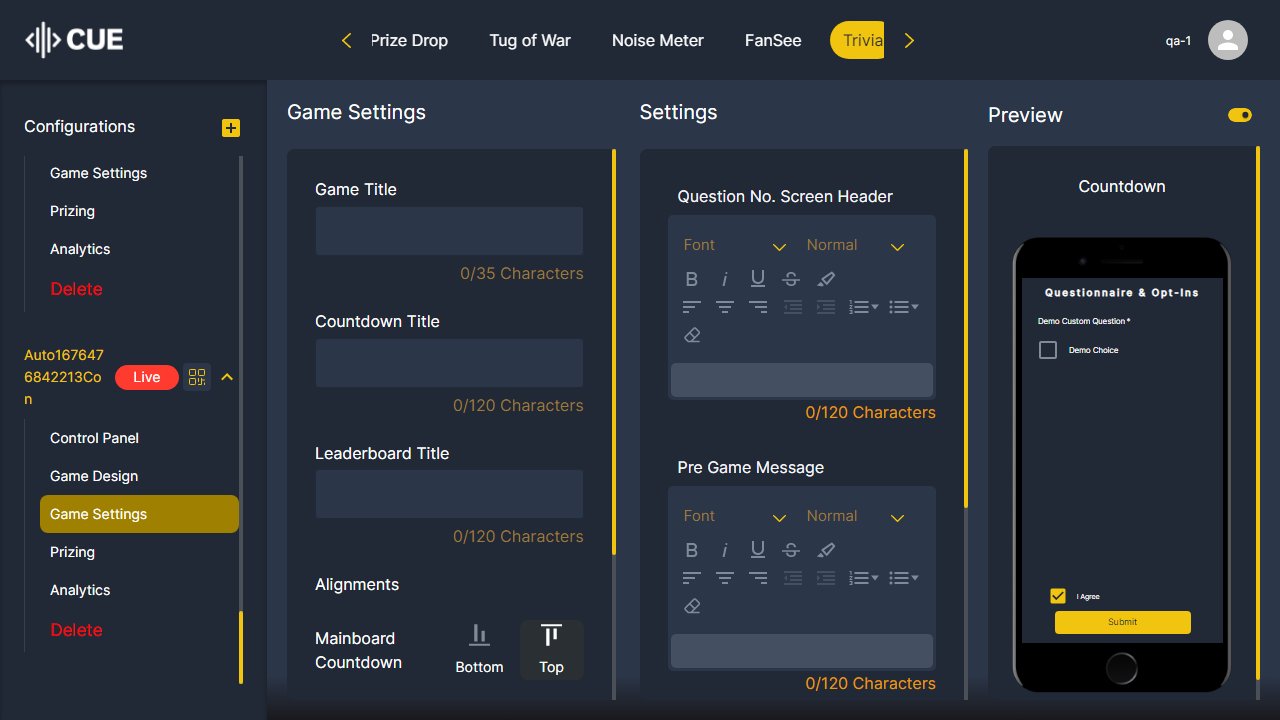 CUE
Prize Drop
Tug of War
Noise Meter
FanSee
Trivia
qa-1
Configurations
Game Settings
Prizing
Analytics
Delete
Auto167647
6842213Co
n
Live
Control Panel
Game Design
Game Settings
Prizing
Analytics
Delete
Game Settings
Game Title
0/35 Characters
Countdown Title
0/120 Characters
Leaderboard Title
0/120 Characters
Alignments
Mainboard
Countdown
Bottom
Top
Settings
Question No. Screen Header
Font
Normal
0/120 Characters
Pre Game Message
Font
Normal
0/120 Characters
Preview
Countdown
Questionnaire & Opt-Ins
Demo Custom Question *
Demo Choice
I Agree
Submit